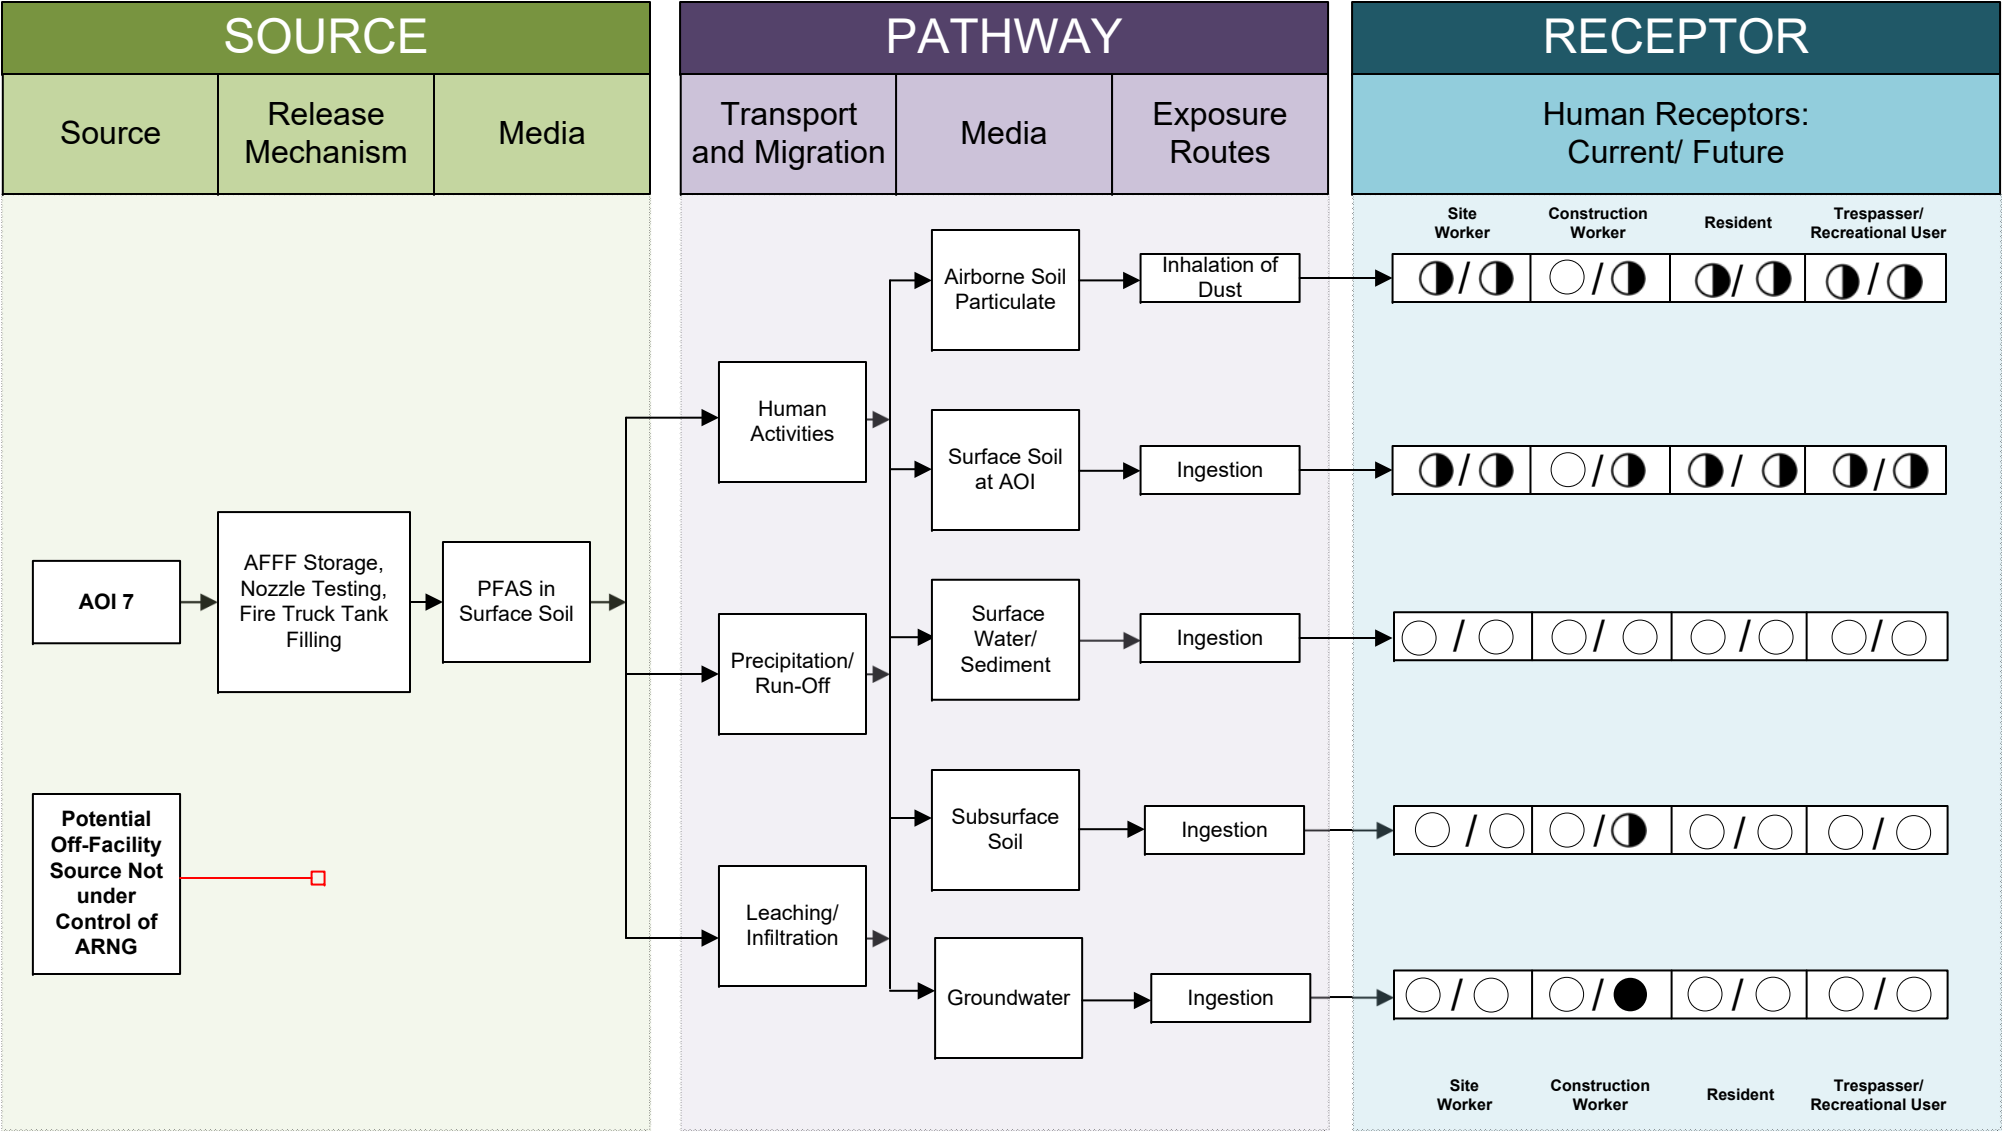 SOURCE
PATHWAY
RECEPTOR
Source
Release
Mechanism
Media
Transport
and Migration
Media
Exposure
Routes
Human Receptors:
Current/ Future
Site
Worker
Construction
Worker
Resident
Trespasser/
Recreational User
Airborne Soil
Particulate
Inhalation of
Dust
/
/
/
/
Human
Activities
Surface Soil
at AOI
Ingestion
/
/
/
/
AOI 7
AFFF Storage,
Nozzle Testing,
Fire Truck Tank
Filling
PFAS in
Surface Soil
Precipitation/
Run-Off
Surface
Water/
Sediment
Ingestion
/
/
/
/
Potential
Off-Facility
Source Not
under
Control of
ARNG
Subsurface
Soil
Ingestion
/
/
/
/
Leaching/
Infiltration
Groundwater
Ingestion
/
/
/
/
Site
Worker
Construction
Worker
Resident
Trespasser/
Recreational User